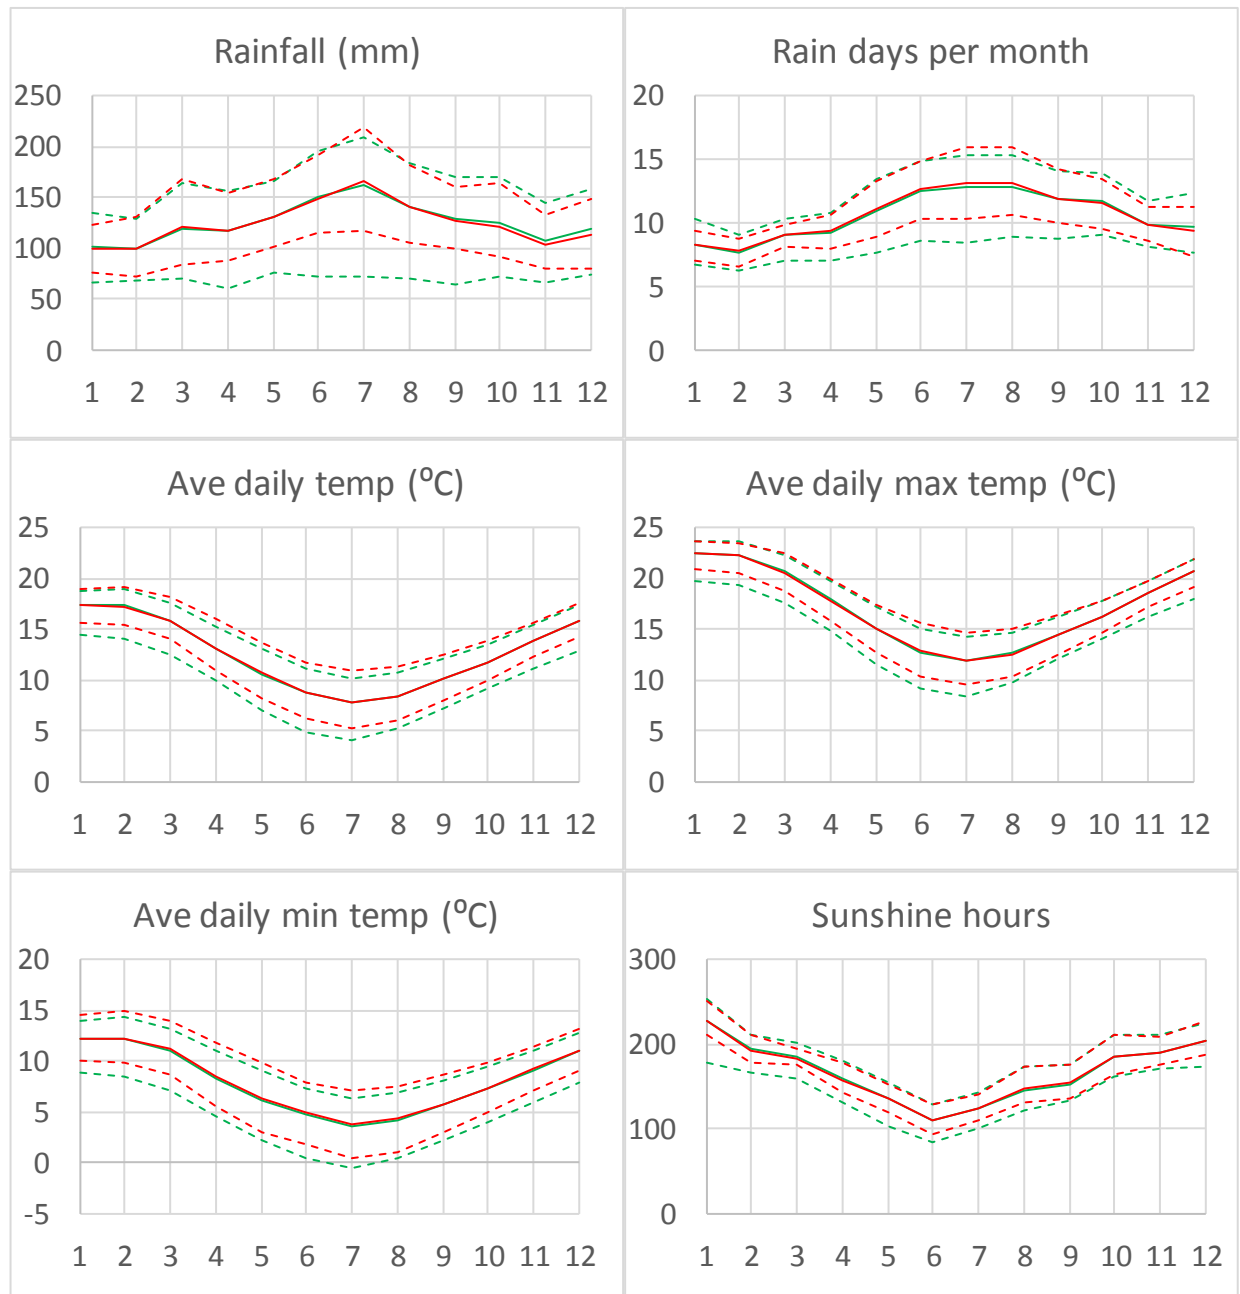 Rainfall (mm)
250
200
150
100
50
0
1 2 3 4 5 6 7 8 9 10 11 12
Rain days per month
20
15
10
5
0
1 2 3 4 5 6 7 8 9 10 11 12
Ave daily temp (⁰C)
25
20
15
10
5
0
1 2 3 4 5 6 7 8 9 10 11 12
Ave daily max temp (⁰C)
25
20
15
10
5
0
1 2 3 4 5 6 7 8 9 10 11 12
Ave daily min temp (⁰C)
20
15
10
5
0
-5
1 2 3 4 5 6 7 8 9 10 11 12
Sunshine hours
300
200
100
0
1 2 3 4 5 6 7 8 9 10 11 12